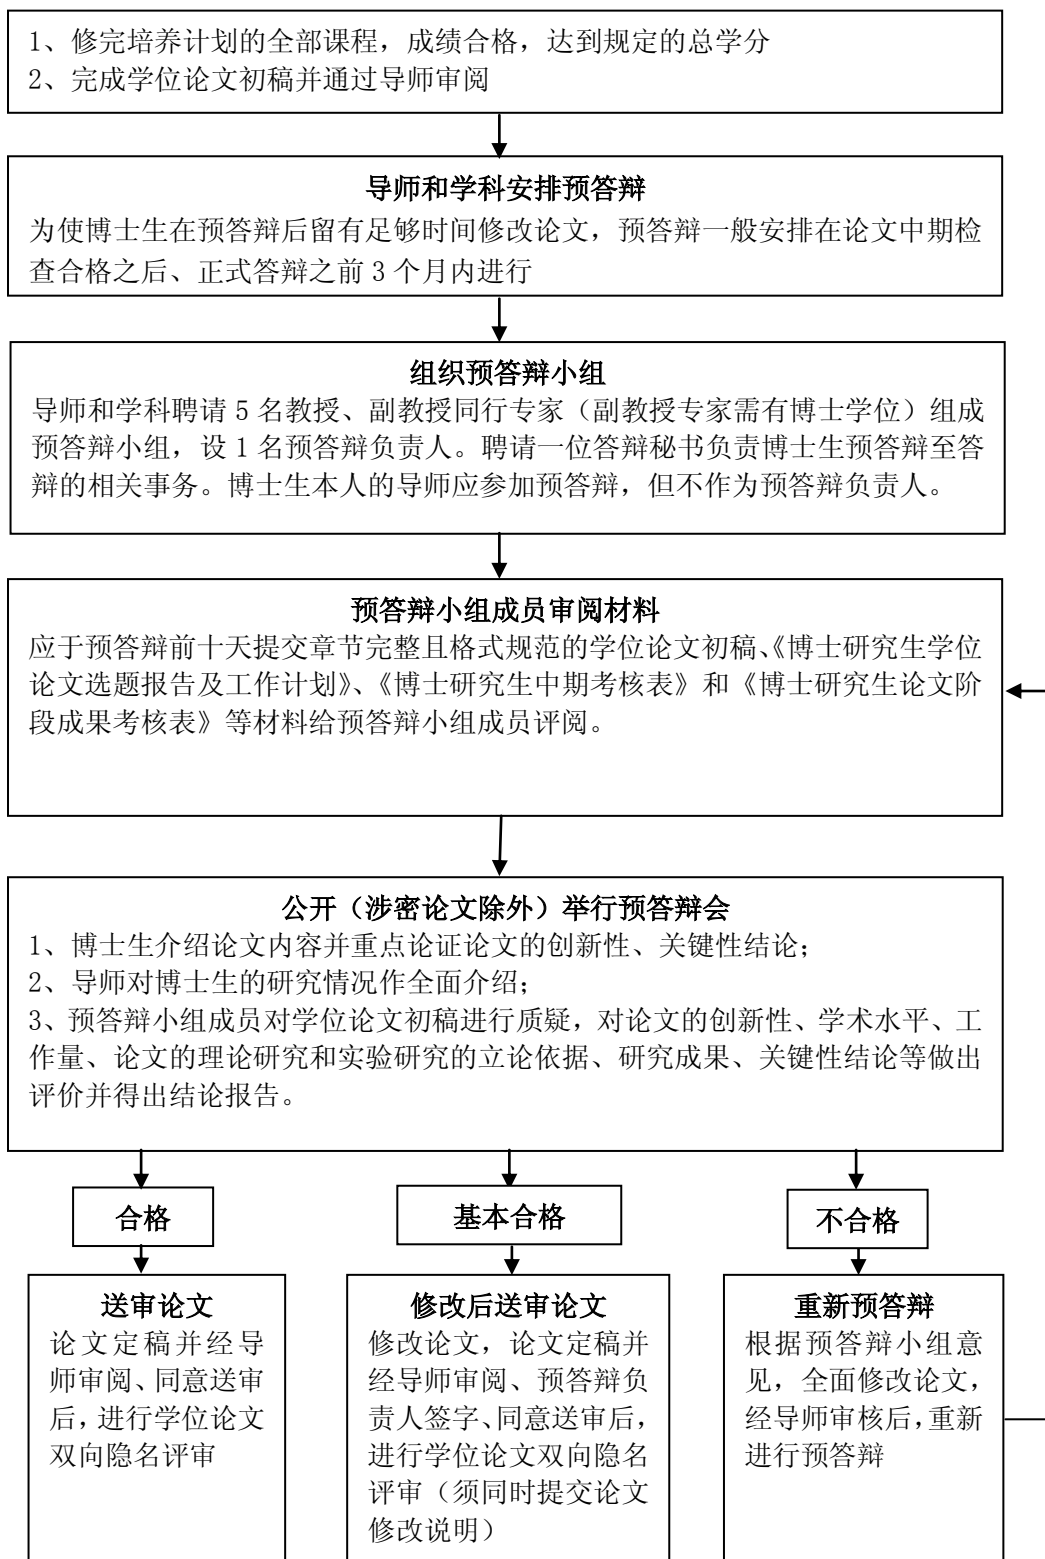 1、修完培养计划的全部课程，成绩合格，达到规定的总学分
2、完成学位论文初稿并通过导师审阅
导师和学科安排预答辩
为使博士生在预答辩后留有足够时间修改论文，预答辩一般安排在论文中期检
查合格之后、正式答辩之前 3 个月内进行
组织预答辩小组
导师和学科聘请 5 名教授、副教授同行专家（副教授专家需有博士学位）组成
预答辩小组，设 1 名预答辩负责人。聘请一位答辩秘书负责博士生预答辩至答
辩的相关事务。博士生本人的导师应参加预答辩，但不作为预答辩负责人。
预答辩小组成员审阅材料
应于预答辩前十天提交章节完整且格式规范的学位论文初稿、《博士研究生学位
论文选题报告及工作计划》、《博士研究生中期考核表》和《博士研究生论文阶
段成果考核表》等材料给预答辩小组成员评阅。
公开（涉密论文除外）举行预答辩会
1、博士生介绍论文内容并重点论证论文的创新性、关键性结论；
2、导师对博士生的研究情况作全面介绍；
3、预答辩小组成员对学位论文初稿进行质疑，对论文的创新性、学术水平、工
作量、论文的理论研究和实验研究的立论依据、研究成果、关键性结论等做出
评价并得出结论报告。
合格
基本合格
不合格
送审论文
论文定稿并经导
师审阅、同意送审
后，进行学位论文
双向隐名评审
修改后送审论文
修改论文，论文定稿并
经导师审阅、预答辩负
责人签字、同意送审后，
进行学位论文双向隐名
评审（须同时提交论文
修改说明）
重新预答辩
根据预答辩小组意
见，全面修改论文，
经导师审核后，重新
进行预答辩